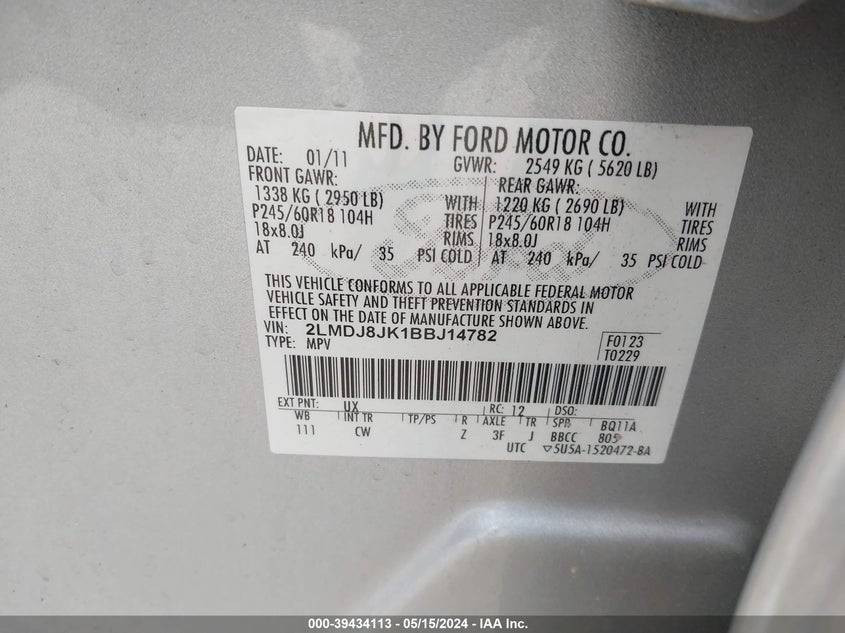 MFD. BY FORD MOTOR CO.
DATE: 01/11 GVWR: 2549 KG ( 5620 LB)
FRONT GAWR: REAR GAWR:
1338 KG ( 2950 LB) WITH 1220 KG ( 2690 LB) WITH
P245/60R18 104H TIRES P245/60R18 104H TIRES
18x8.0J RIMS 18x8.0J RIMS
AT 240 kPa/ 35 PSI COLD AT 240 kPa/ 35 PSI COLD
Ford
THIS VEHICLE CONFORMS TO ALL APPLICABLE FEDERAL MOTOR
VEHICLE SAFETY AND THEFT PREVENTION STANDARDS IN
EFFECT ON THE DATE OF MANUFACTURE SHOWN ABOVE.
VIN: 2LMDJ8JK1BBJ14782
TYPE: MPV
F0123
T0229
EXT PNT: UX RC: 12 DSO:
WB INT TR TP/PS R AXLE TR SPR BQ11A
111 CW Z 3F J BBCC 805
UTC ▽5U5A-1520472-BA
000-39434113 - 05/15/2024 - IAA Inc.